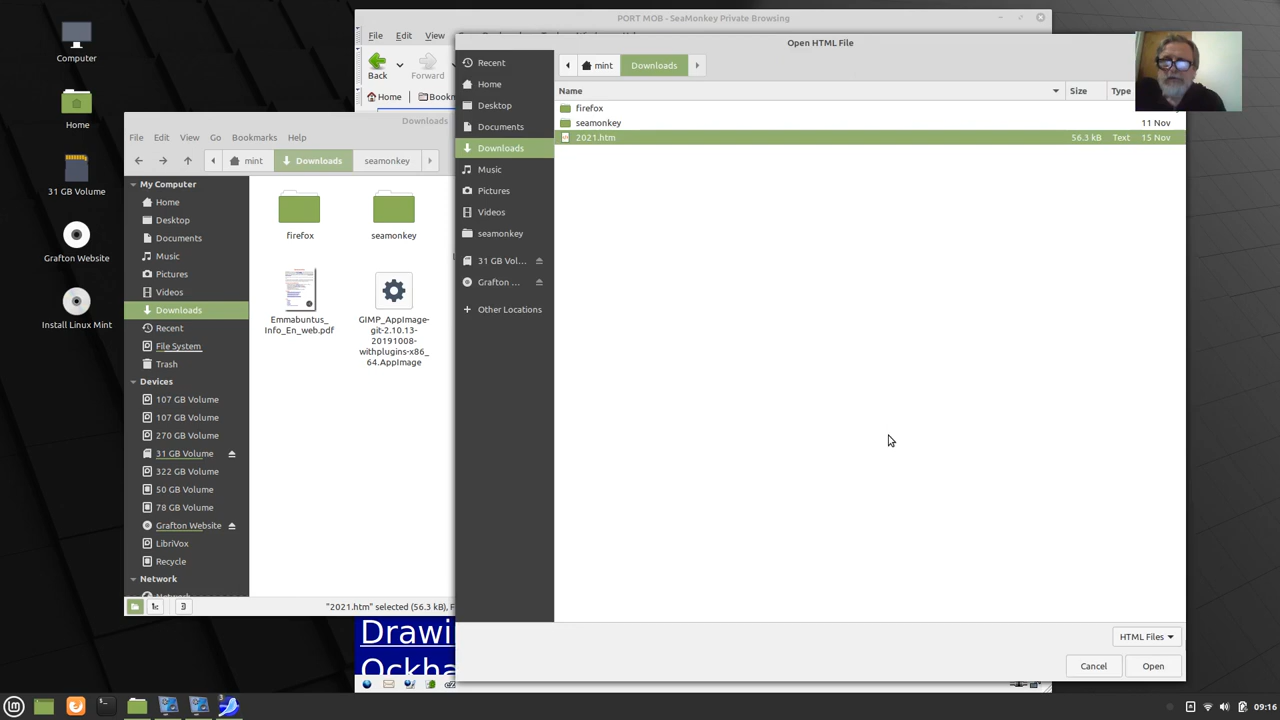 Computer
Home
31 GB Volume
Grafton Website
Install Linux Mint
PORT MOB - SeaMonkey Private Browsing
File Edit View
Back Forward
Home Bookm
Downloads
File Edit View Go Bookmarks Help
mint Downloads seamonkey
My Computer
Home
Desktop
Documents
Music
Pictures
Videos
Downloads
Recent
File System
Trash
Devices
107 GB Volume
107 GB Volume
270 GB Volume
31 GB Volume
322 GB Volume
50 GB Volume
78 GB Volume
Grafton Website
LibriVox
Recycle
Network
firefox
seamonkey
Emmabuntus_
Info_En_web.pdf
GIMP_AppImage-
git-2.10.13-
20191008-
withplugins-x86_
64.AppImage
"2021.htm" selected (56.3 kB), F
Open HTML File
Recent
Home
Desktop
Documents
Downloads
Music
Pictures
Videos
seamonkey
31 GB Vol...
Grafton ...
Other Locations
mint Downloads
Name Size Type
firefox
seamonkey 11 Nov
2021.htm 56.3 kB Text 15 Nov
HTML Files
Cancel Open
Drawi
Ockha
3
09:16